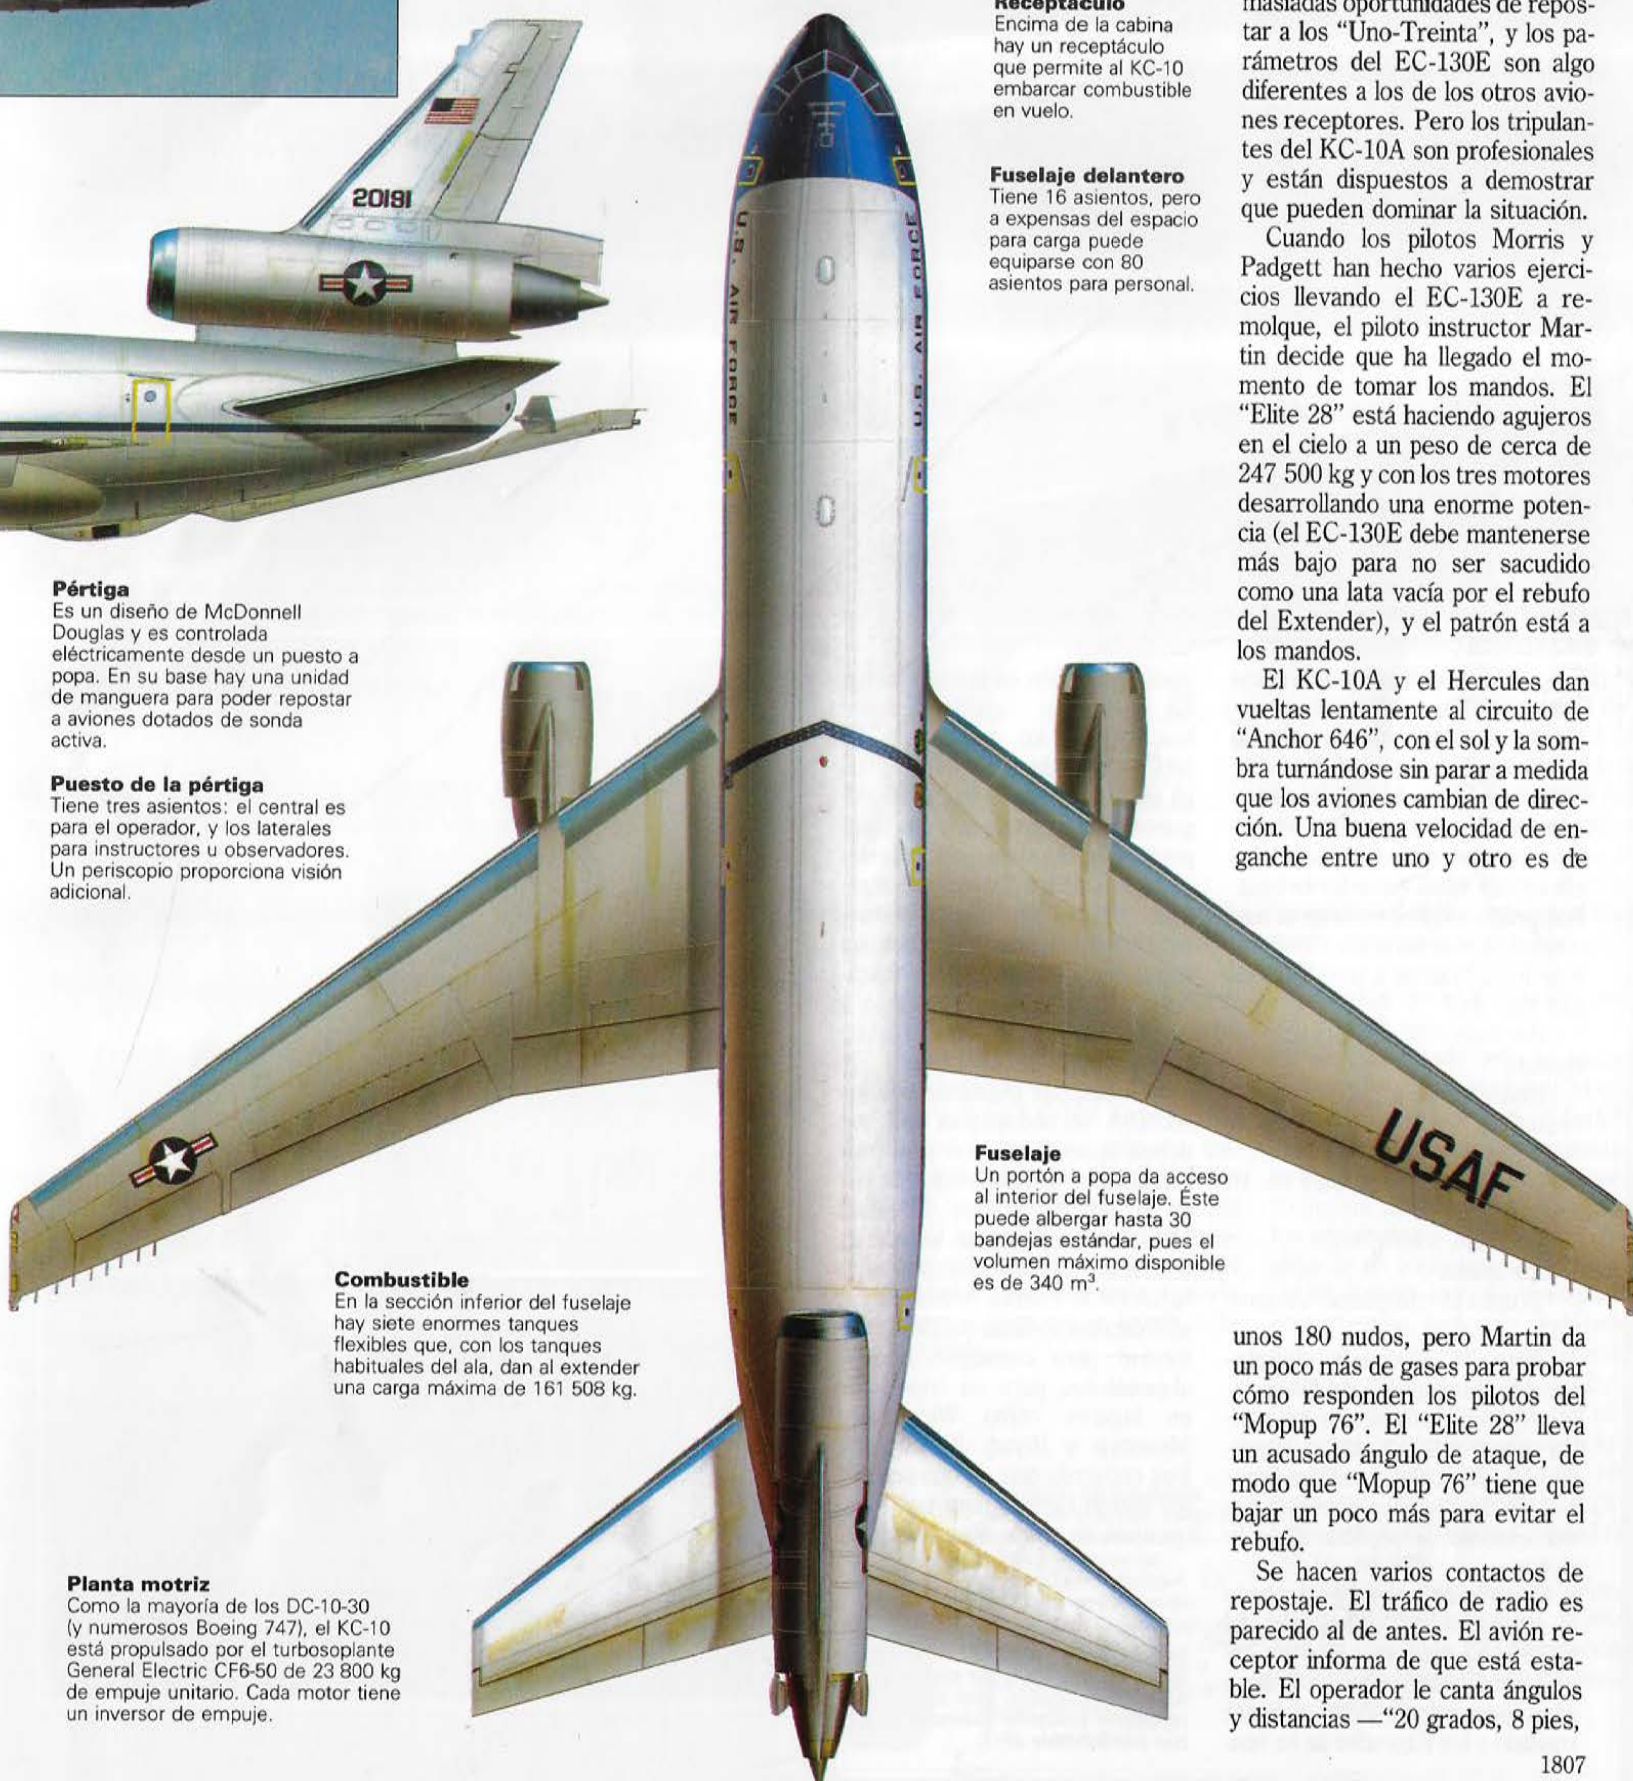 Receptáculo
Encima de la cabina
hay un receptáculo
que permite al KC-10
embarcar combustible
en vuelo.
Fuselaje delantero
Tiene 16 asientos, pero
a expensas del espacio
para carga puede
equiparse con 80
asientos para personal.
20191
U.S. AIR FORCE
U.S. AIR FORCE
Pértiga
Es un diseño de McDonnell
Douglas y es controlada
eléctricamente desde un puesto a
popa. En su base hay una unidad
de manguera para poder repostar
a aviones dotados de sonda
activa.
Puesto de la pértiga
Tiene tres asientos: el central es
para el operador, y los laterales
para instructores u observadores.
Un periscopio proporciona visión
adicional.
USAF
Fuselaje
Un portón a popa da acceso
al interior del fuselaje. Éste
puede albergar hasta 30
bandejas estándar, pues el
volumen máximo disponible
es de 340 m³.
Combustible
En la sección inferior del fuselaje
hay siete enormes tanques
flexibles que, con los tanques
habituales del ala, dan al extender
una carga máxima de 161 508 kg.
Planta motriz
Como la mayoría de los DC-10-30
(y numerosos Boeing 747), el KC-10
está propulsado por el turbosoplante
General Electric CF6-50 de 23 800 kg
de empuje unitario. Cada motor tiene
un inversor de empuje.
masiadas oportunidades de repos-
tar a los “Uno-Treinta”, y los pa-
rámetros del EC-130E son algo
diferentes a los de los otros avio-
nes receptores. Pero los tripulan-
tes del KC-10A son profesionales
y están dispuestos a demostrar
que pueden dominar la situación.
Cuando los pilotos Morris y
Padgett han hecho varios ejerci-
cios llevando el EC-130E a re-
molque, el piloto instructor Mar-
tin decide que ha llegado el mo-
mento de tomar los mandos. El
“Elite 28” está haciendo agujeros
en el cielo a un peso de cerca de
247 500 kg y con los tres motores
desarrollando una enorme poten-
cia (el EC-130E debe mantenerse
más bajo para no ser sacudido
como una lata vacía por el rebufo
del Extender), y el patrón está a
los mandos.
El KC-10A y el Hercules dan
vueltas lentamente al circuito de
“Anchor 646”, con el sol y la som-
bra turnándose sin parar a medida
que los aviones cambian de direc-
ción. Una buena velocidad de en-
ganche entre uno y otro es de
unos 180 nudos, pero Martin da
un poco más de gases para probar
cómo responden los pilotos del
“Mopup 76”. El “Elite 28” lleva
un acusado ángulo de ataque, de
modo que “Mopup 76” tiene que
bajar un poco más para evitar el
rebufo.
Se hacen varios contactos de
repostaje. El tráfico de radio es
parecido al de antes. El avión re-
ceptor informa de que está esta-
ble. El operador le canta ángulos
y distancias —“20 grados, 8 pies,
1807